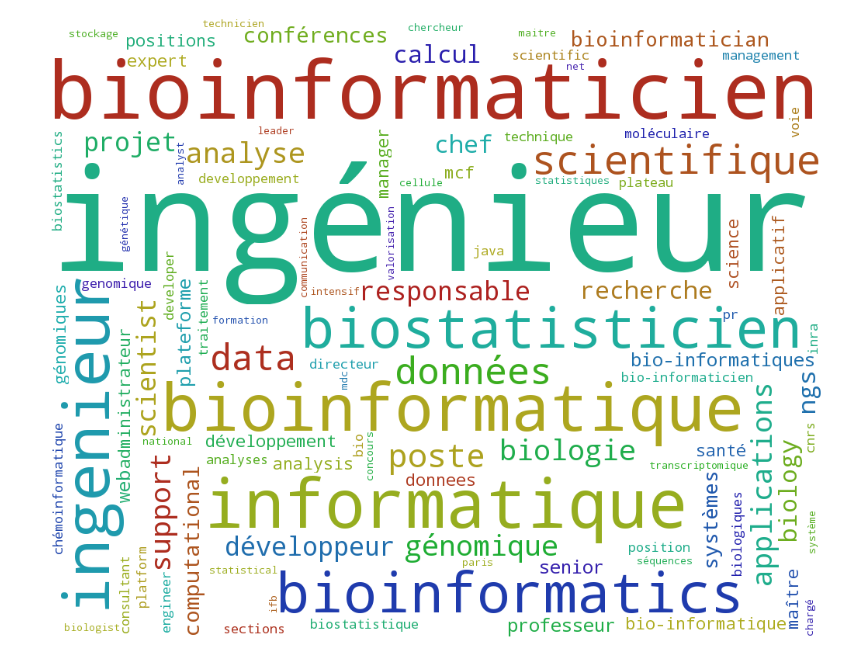 technicien
chercheur
maitre
stockage
positions
conférences
bioinformatician
calcul
expert
scientific
management
net
bioinformaticien
voie
leader
moléculaire
biostatistics
projet
analyst
analyse
manager
chef
technique
scientifique
developpement
cellule
mcf
statistiques
plateau
ingénieur
génétique
communication
valorisation
java
science
applicatif
genomique
developer
intensif
responsable
recherche
génomiques
ingenieur
scientist
plateforme
traitement
formation
biostatisticien
pr
inra
webadministrateur
data
directeur
données
bio-informatiques
bio-informaticien
mdc
ngs
bioinformatique
applications
chémoinformatique
national
développement
bio
concours
poste
biologie
santé
cnrs
biology
analyses
analysis
donnees
transcriptomique
support
computational
informatique
systèmes
biologiques
système
développeur
génomique
position
séquences
platform
consultant
engineer
statistical
paris
senior
ifb
bioinformatics
maître
chargé
biologist
sections
biostatistique
professeur
bio-informatique